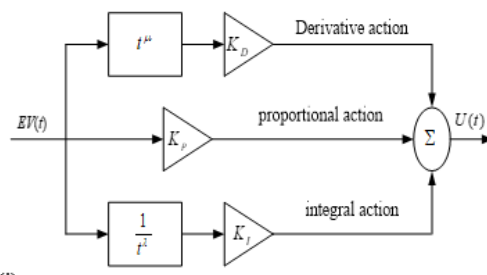 Derivative action
t^μ
K_D
EV(t)
proportional action
K_p
Σ
U(t)
integral action
1/t^λ
K_I